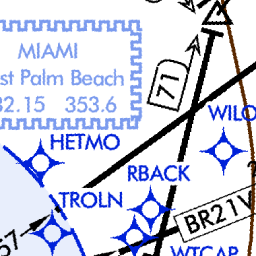 MIAMI
st Palm Beach
32.15 353.6
71
WILO
HETMO
RBACK
TROLN
BR21V
57
WTCAP